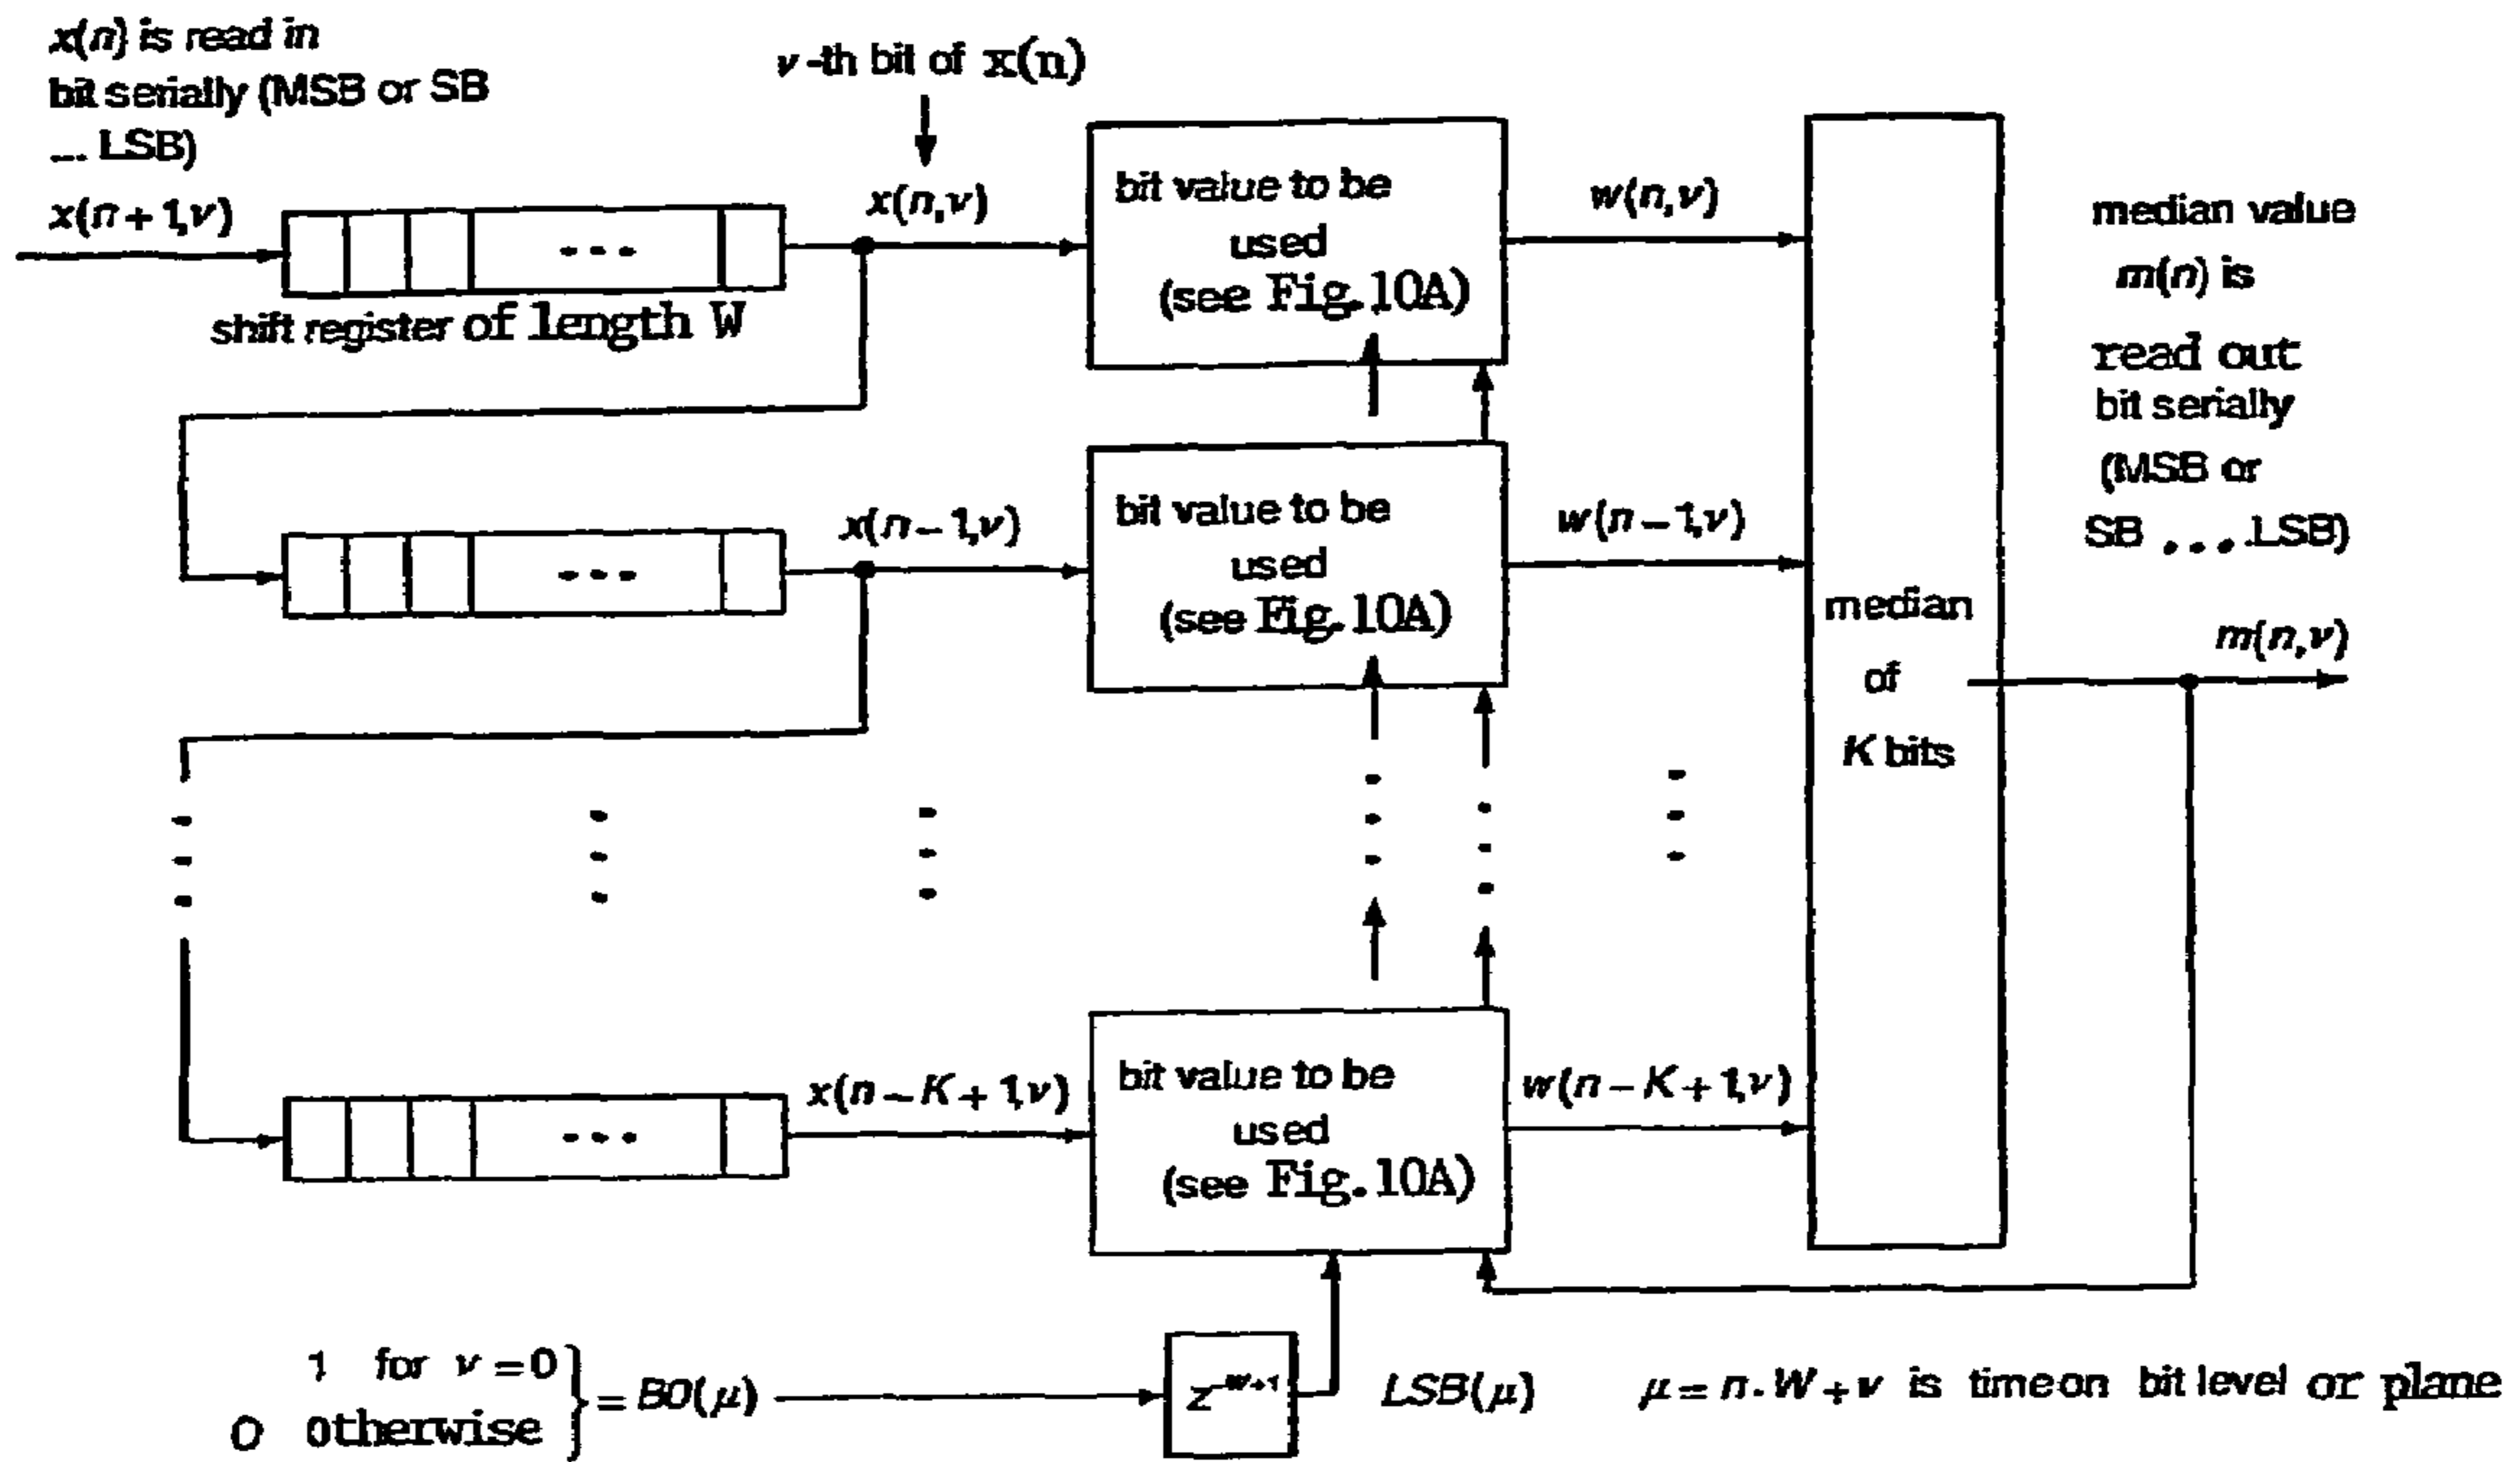 x(n) is read in
bit serially (MSB or SB
... LSB)
x(n+1,ν)
ν-th bit of x(n)
x(n,ν)
shift register of length W
bit value to be
used
(see Fig.10A)
w(n,ν)
median value
m(n) is
read out
bit serially
(MSB or
SB ... LSB)
x(n-1,ν)
bit value to be
used
(see Fig.10A)
w(n-1,ν)
median
of
K bits
m(n,ν)
x(n-K+1,ν)
bit value to be
used
(see Fig.10A)
w(n-K+1,ν)
1 for ν=0
0 otherwise
} = B0(μ)
z^-W+1
LSB(μ)
μ = n·W+ν is time on bit level or plane